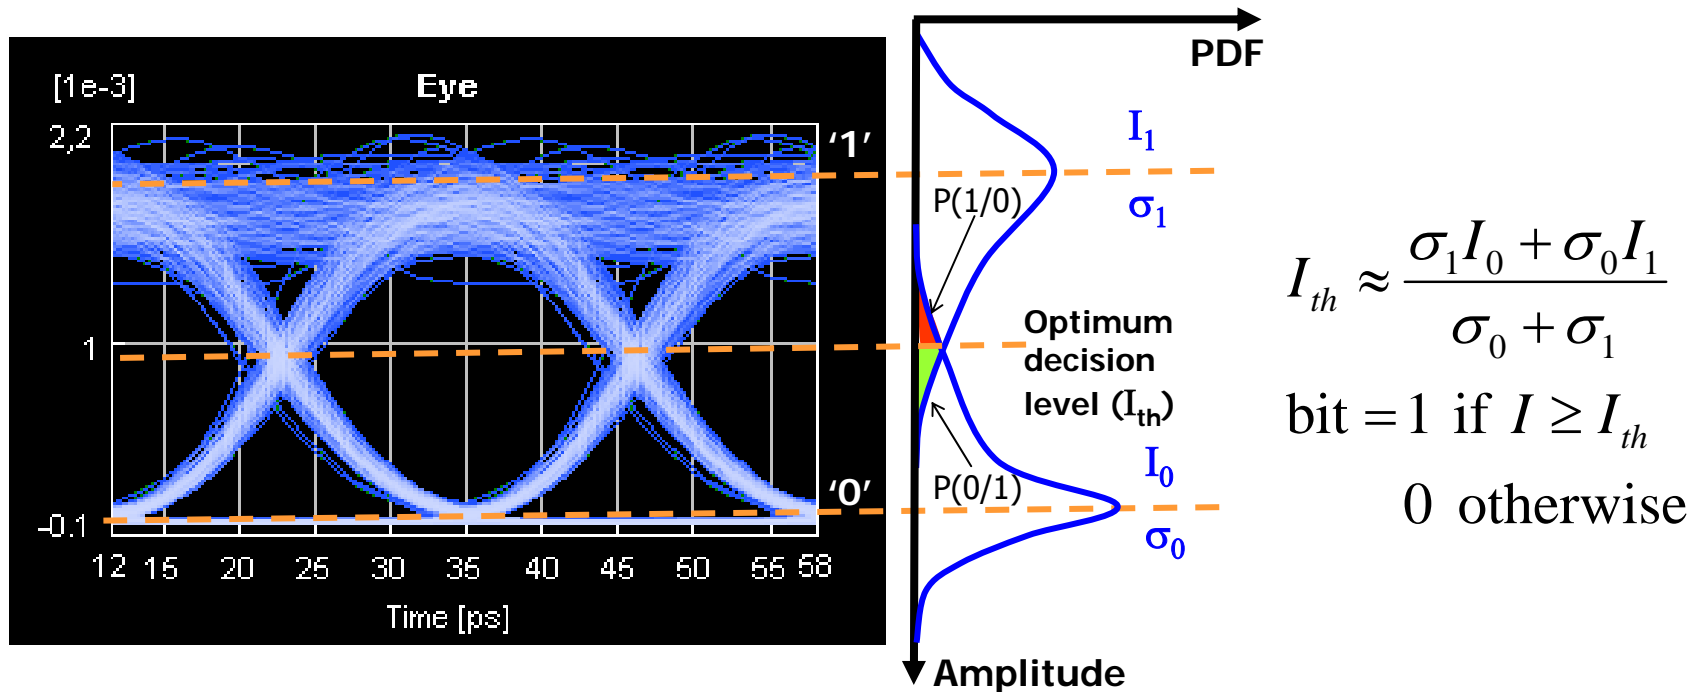 [1e-3]
Eye
2,2
1
-0.1
12 15 20 25 30 35 40 45 50 55 58
Time [ps]
‘1’
‘0’
PDF
I₁
σ₁
P(1/0)
Optimum
decision
level (Iₜₕ)
I₀
P(0/1)
σ₀
Amplitude
Iₜₕ ≈ (σ₁I₀ + σ₀I₁) / (σ₀ + σ₁)
bit = 1 if I ≥ Iₜₕ
0 otherwise